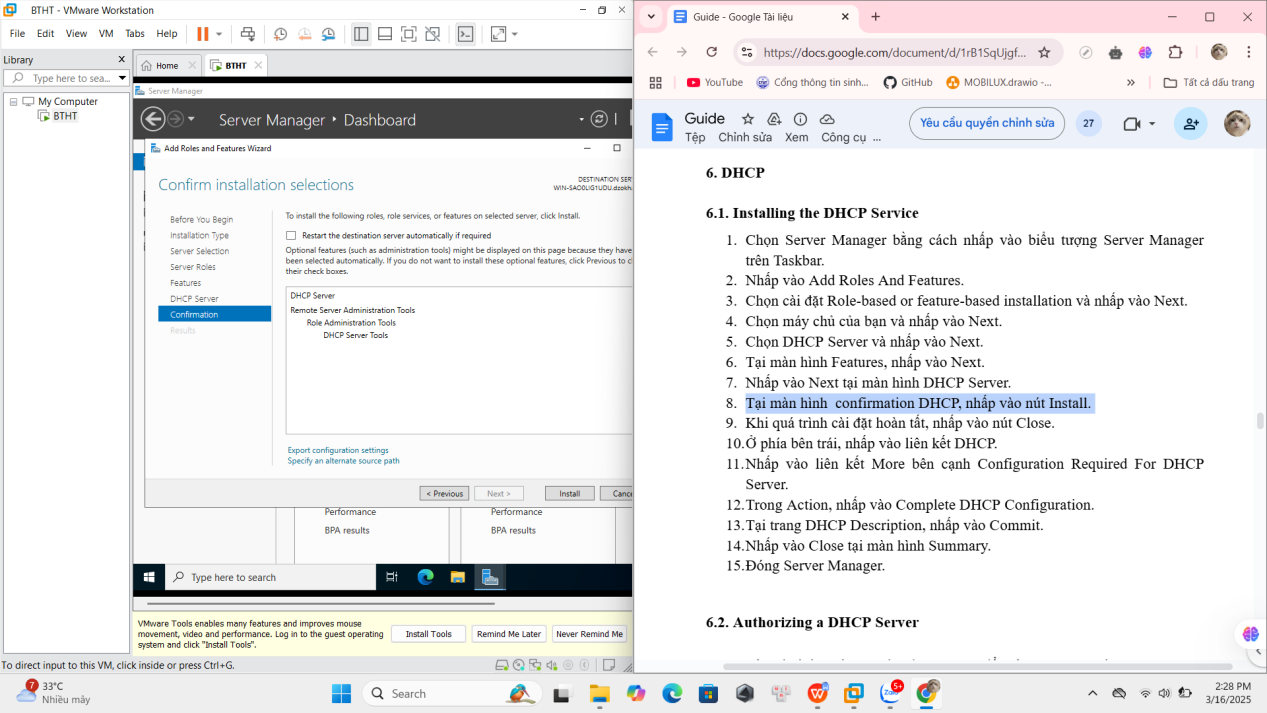 BTHT - VMware Workstation
File Edit View VM Tabs Help
Library
Type here to sea...
My Computer
BTHT
Home
BTHT
Server Manager
Server Manager ‣ Dashboard
Add Roles and Features Wizard
Confirm installation selections
DESTINATION SER
WIN-SAO0LIG1UOU.dzokh
Before You Begin
Installation Type
Server Selection
Server Roles
Features
DHCP Server
Confirmation
Results
To install the following roles, role services, or features on selected server, click Install.
Restart the destination server automatically if required
Optional features (such as administration tools) might be displayed on this page because they have
been selected automatically. If you do not want to install these optional features, click Previous to c
their check boxes.
DHCP Server
Remote Server Administration Tools
Role Administration Tools
DHCP Server Tools
Export configuration settings
Specify an alternate source path
< Previous
Next >
Install
Cance
Performance
BPA results
Performance
BPA results
Type here to search
VMware Tools enables many features and improves mouse
movement, video and performance. Log in to the guest operating
system and click "Install Tools".
Install Tools
Remind Me Later
Never Remind Me
To direct input to this VM, click inside or press Ctrl+G.
Guide - Google Tài liệu
https://docs.google.com/document/d/1rB1SqUjgf...
YouTube
Cổng thông tin sinh...
GitHub
MOBILUX.drawio -...
Tất cả dấu trang
Guide
Tệp Chỉnh sửa Xem Công cụ ...
Yêu cầu quyền chỉnh sửa
27
6. DHCP
6.1. Installing the DHCP Service
1. Chọn Server Manager bằng cách nhấp vào biểu tượng Server Manager
trên Taskbar.
2. Nhấp vào Add Roles And Features.
3. Chọn cài đặt Role-based or feature-based installation và nhấp vào Next.
4. Chọn máy chủ của bạn và nhấp vào Next.
5. Chọn DHCP Server và nhấp vào Next.
6. Tại màn hình Features, nhấp vào Next.
7. Nhấp vào Next tại màn hình DHCP Server.
8. Tại màn hình confirmation DHCP, nhấp vào nút Install.
9. Khi quá trình cài đặt hoàn tất, nhấp vào nút Close.
10.Ở phía bên trái, nhấp vào liên kết DHCP.
11.Nhấp vào liên kết More bên cạnh Configuration Required For DHCP
Server.
12.Trong Action, nhấp vào Complete DHCP Configuration.
13.Tại trang DHCP Description, nhấp vào Commit.
14.Nhấp vào Close tại màn hình Summary.
15.Đóng Server Manager.
6.2. Authorizing a DHCP Server
7
33°C
Nhiều mây
Search
Zalo
5+
2:28 PM
3/16/2025